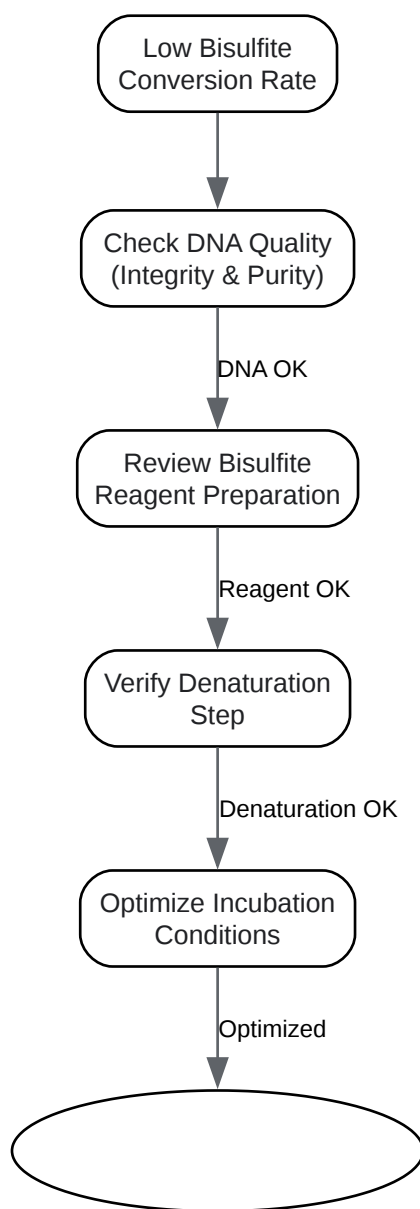 Low Bisulfite
Conversion Rate
Check DNA Quality
(Integrity & Purity)
DNA OK
Review Bisulfite
Reagent Preparation
Reagent OK
Verify Denaturation
Step
Denaturation OK
Optimize Incubation
Conditions
Optimized